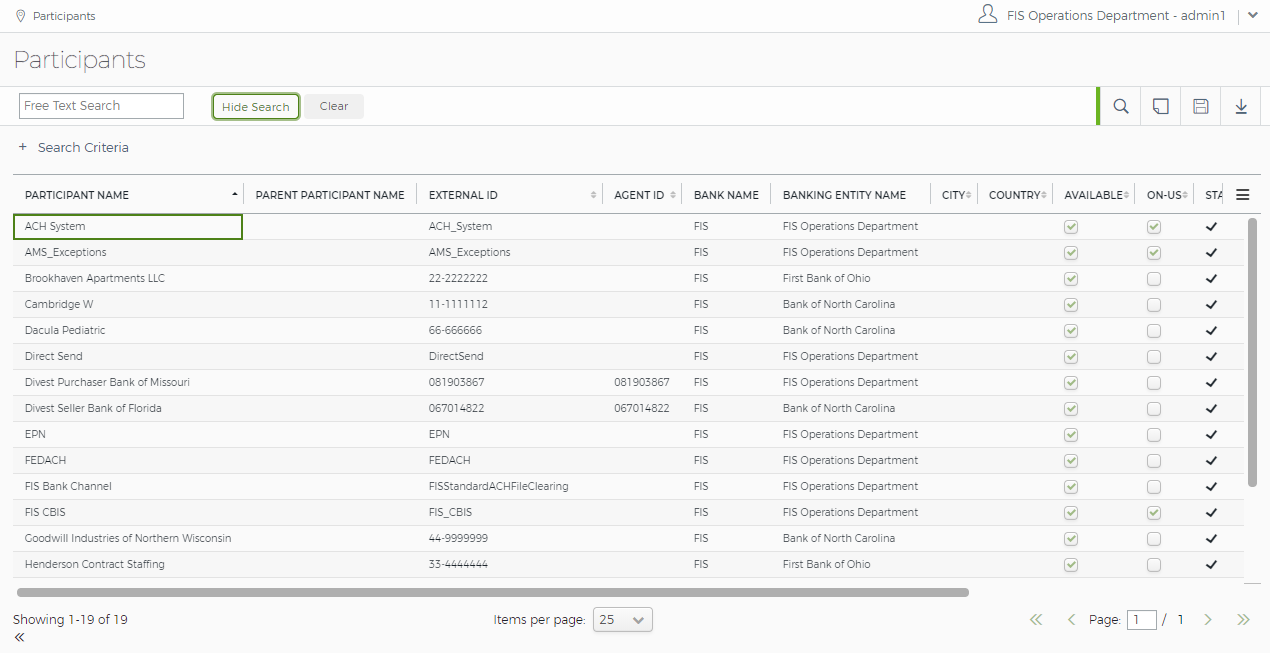 Participants
FIS Operations Department - admin1
Participants
Free Text Search Hide Search Clear
+ Search Criteria
PARTICIPANT NAME PARENT PARTICIPANT NAME EXTERNAL ID AGENT ID BANK NAME BANKING ENTITY NAME CITY COUNTRY AVAILABLE ON-US STA
ACH System ACH_System FIS FIS Operations Department
AMS_Exceptions AMS_Exceptions FIS FIS Operations Department
Brookhaven Apartments LLC 22-2222222 FIS First Bank of Ohio
Cambridge W 11-1111112 FIS Bank of North Carolina
Dacula Pediatric 66-666666 FIS Bank of North Carolina
Direct Send DirectSend FIS FIS Operations Department
Divest Purchaser Bank of Missouri 081903867 081903867 FIS FIS Operations Department
Divest Seller Bank of Florida 067014822 067014822 FIS Bank of North Carolina
EPN EPN FIS FIS Operations Department
FEDACH FEDACH FIS FIS Operations Department
FIS Bank Channel FISStandardACHFileClearing FIS FIS Operations Department
FIS CBIS FIS_CBIS FIS FIS Operations Department
Goodwill Industries of Northern Wisconsin 44-9999999 FIS Bank of North Carolina
Henderson Contract Staffing 33-4444444 FIS First Bank of Ohio
Showing 1-19 of 19 Items per page: 25 Page: 1 / 1